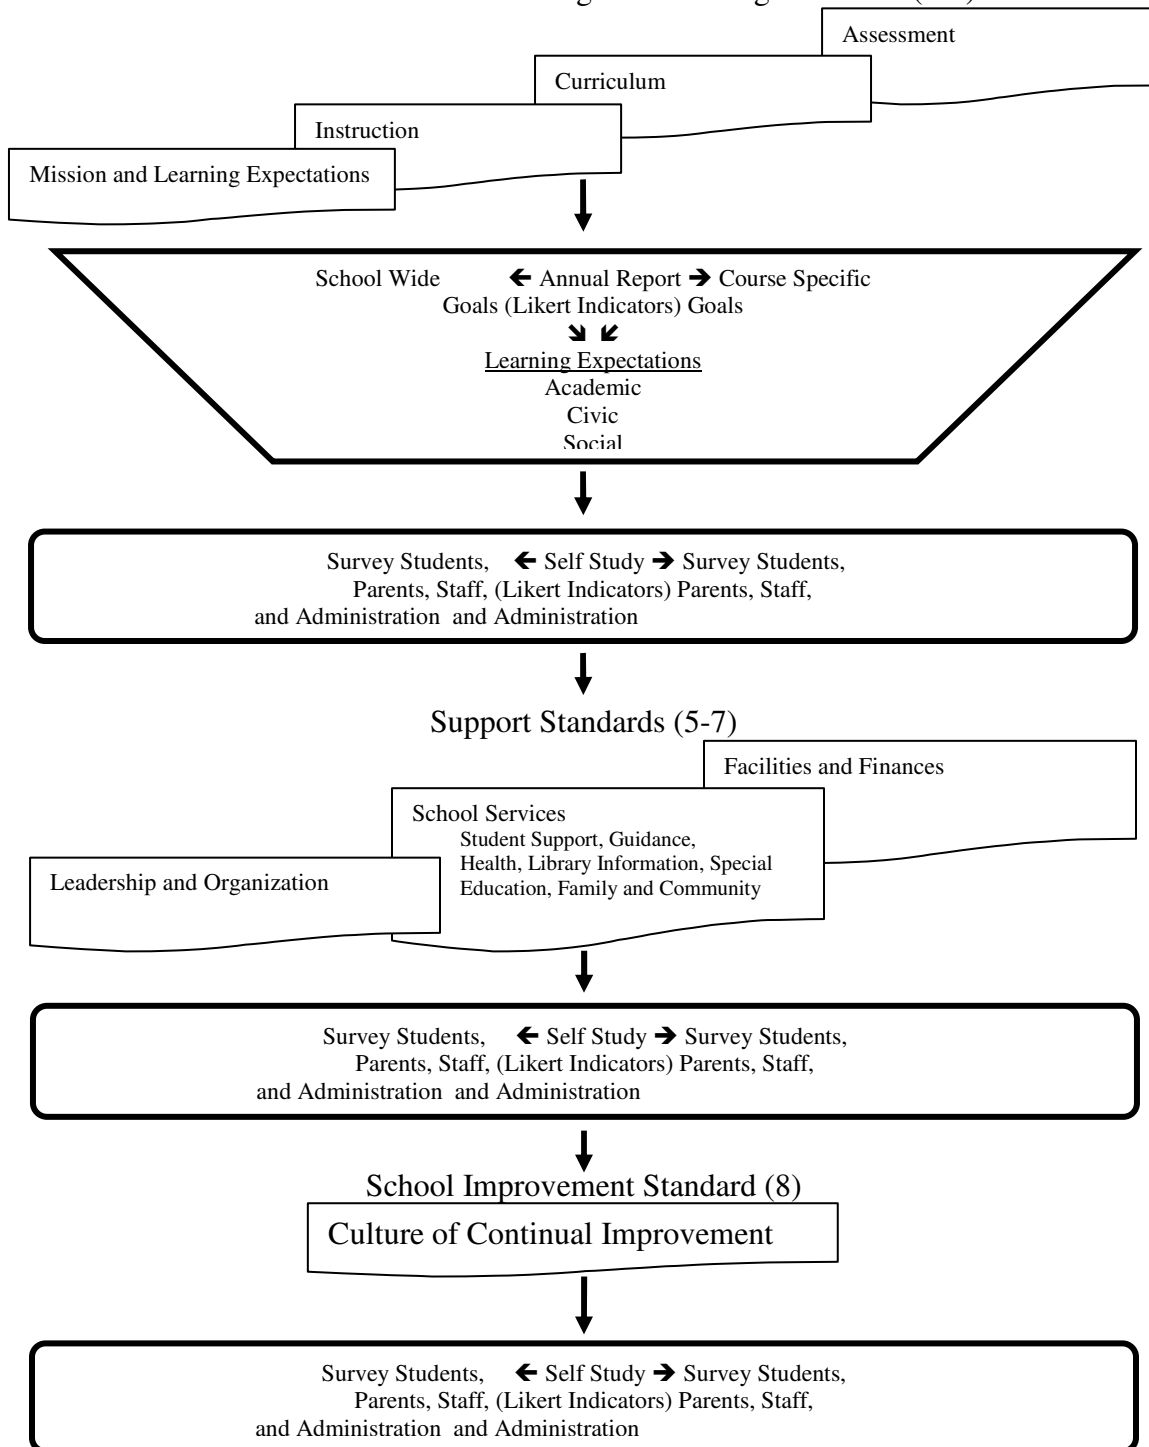 Assessment
Curriculum
Instruction
Mission and Learning Expectations
School Wide 🡸 Annual Report 🡺 Course Specific
Goals (Likert Indicators) Goals
🡾 🡿
Learning Expectations
Academic
Civic
Social
Survey Students, 🡸 Self Study 🡺 Survey Students,
Parents, Staff, (Likert Indicators) Parents, Staff,
and Administration and Administration
Support Standards (5-7)
Facilities and Finances
School Services
Student Support, Guidance,
Health, Library Information, Special
Education, Family and Community
Leadership and Organization
Survey Students, 🡸 Self Study 🡺 Survey Students,
Parents, Staff, (Likert Indicators) Parents, Staff,
and Administration and Administration
School Improvement Standard (8)
Culture of Continual Improvement
Survey Students, 🡸 Self Study 🡺 Survey Students,
Parents, Staff, (Likert Indicators) Parents, Staff,
and Administration and Administration